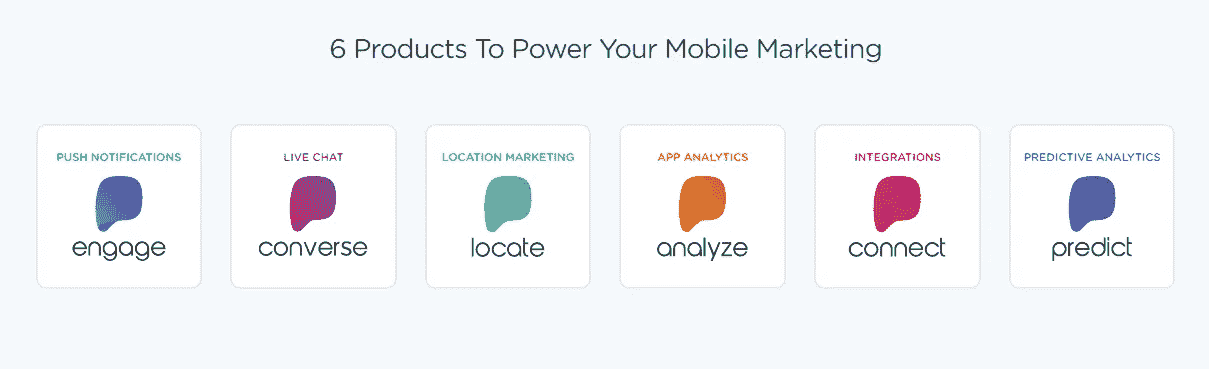 6 Products To Power Your Mobile Marketing
PUSH NOTIFICATIONS
engage
LIVE CHAT
converse
LOCATION MARKETING
locate
APP ANALYTICS
analyze
INTEGRATIONS
connect
PREDICTIVE ANALYTICS
predict